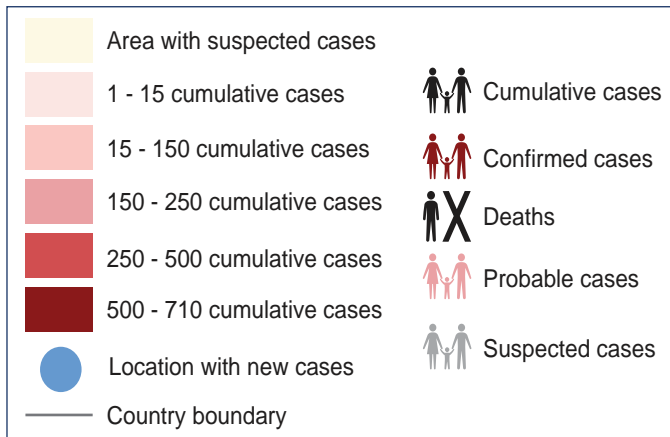 Area with suspected cases
1 - 15 cumulative cases
15 - 150 cumulative cases
150 - 250 cumulative cases
250 - 500 cumulative cases
500 - 710 cumulative cases
Location with new cases
Country boundary
Cumulative cases
Confirmed cases
Deaths
Probable cases
Suspected cases